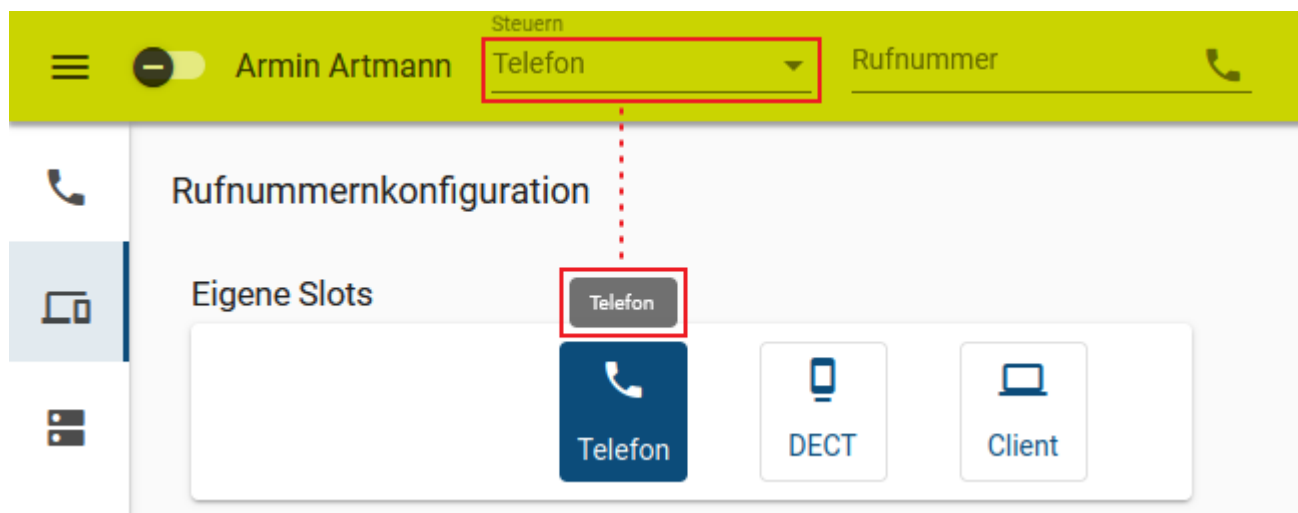 Steuern
Armin Artmann
Telefon
Rufnummer
Rufnummernkonfiguration
Eigene Slots
Telefon
Telefon
DECT
Client